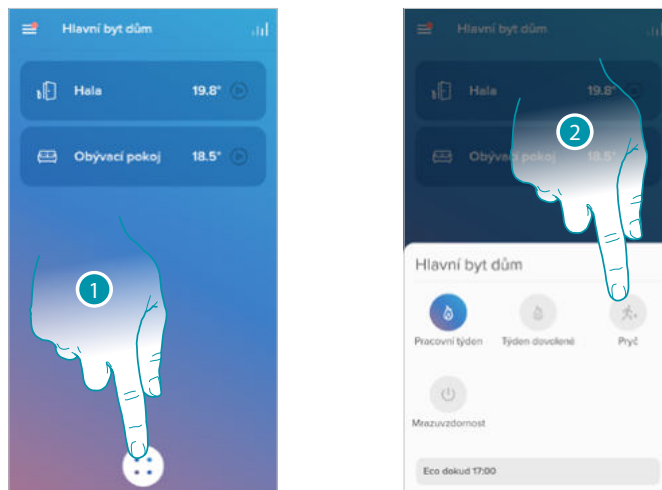 Hlavní byt dům
Hala 19.8°
Obývací pokoj 18.5°
1
Hlavní byt dům
Hala 19.8°
Obývací pokoj 18.5°
2
Hlavní byt dům
Pracovní týden Týden dovolené Pryč
Mrazuvzdornost
Eco dokud 17:00